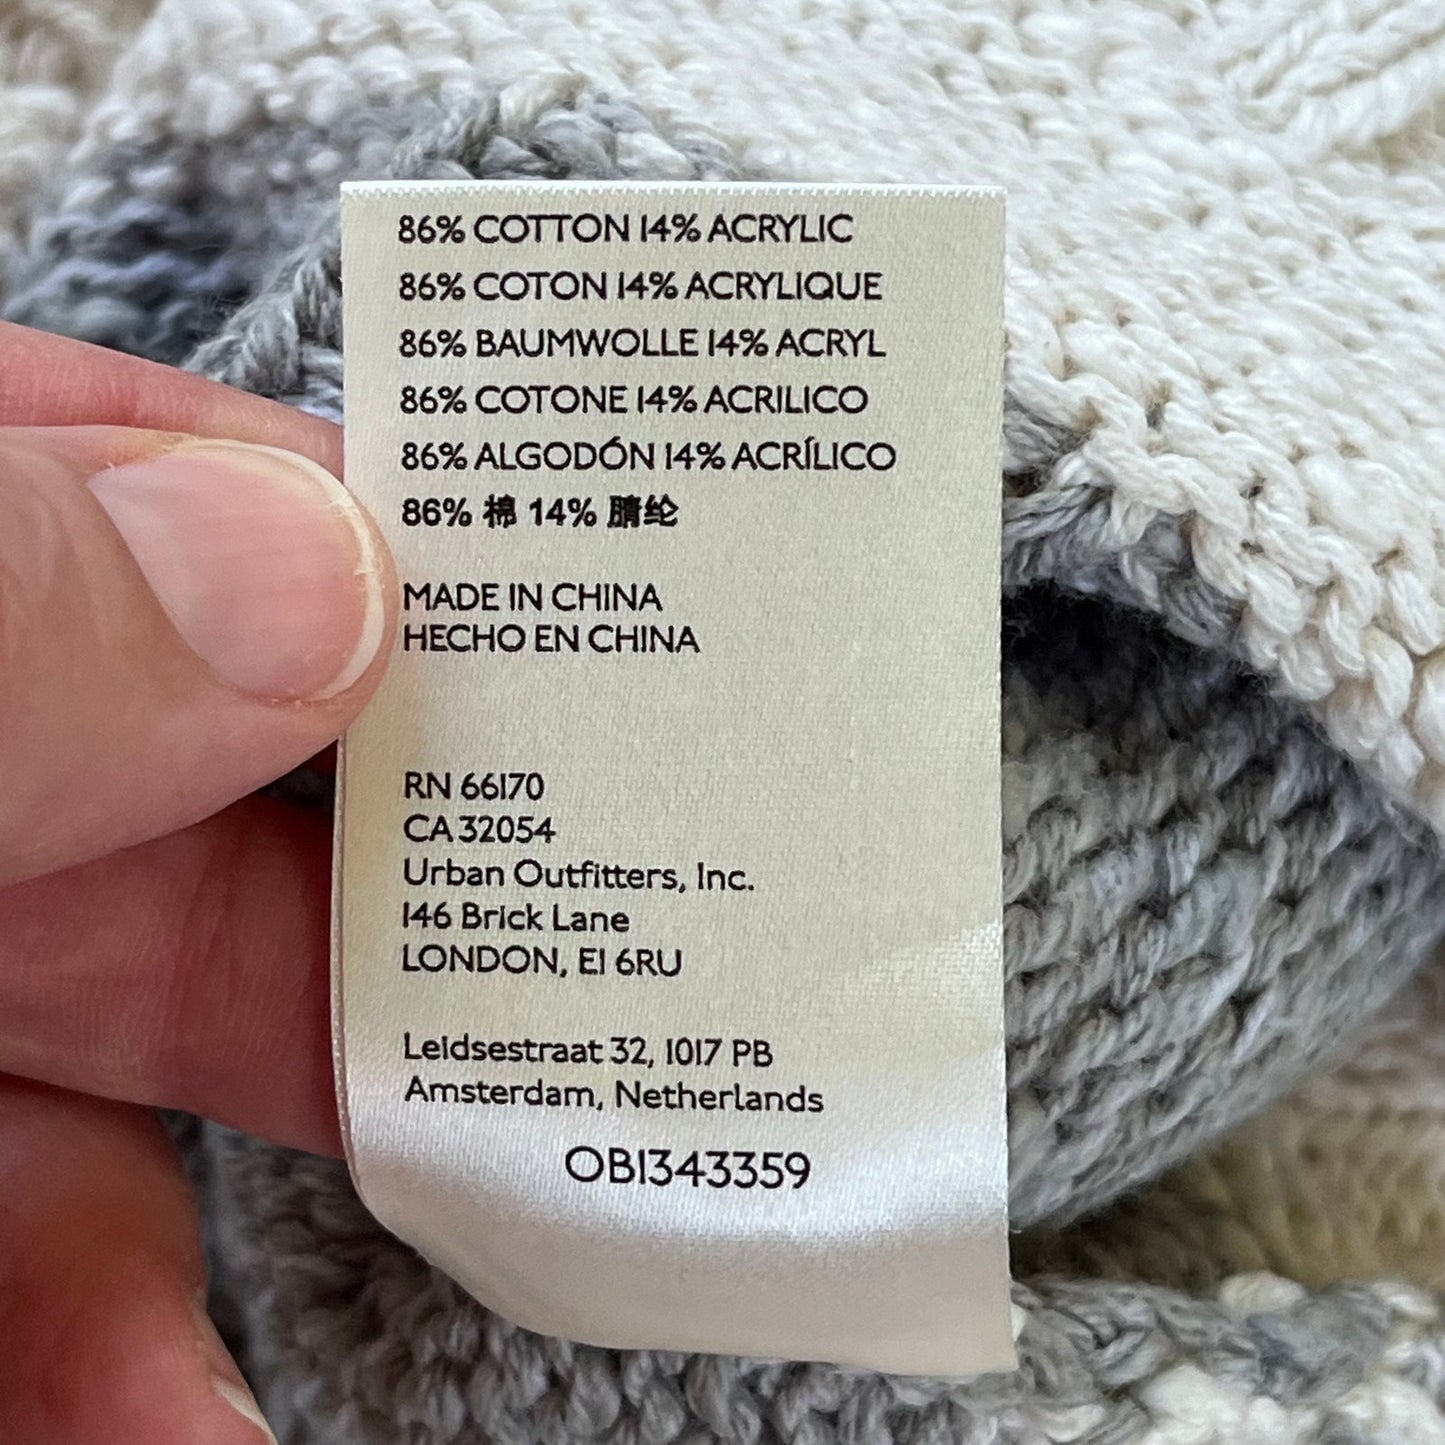 86% COTTON 14% ACRYLIC
86% COTON 14% ACRYLIQUE
86% BAUMWOLLE 14% ACRYL
86% COTONE 14% ACRILICO
86% ALGODÓN 14% ACRÍLICO
86% 棉 14% 腈纶
MADE IN CHINA
HECHO EN CHINA
RN 66170
CA 32054
Urban Outfitters, Inc.
146 Brick Lane
LONDON, E1 6RU
Leidsestraat 32, 1017 PB
Amsterdam, Netherlands
OB1343359